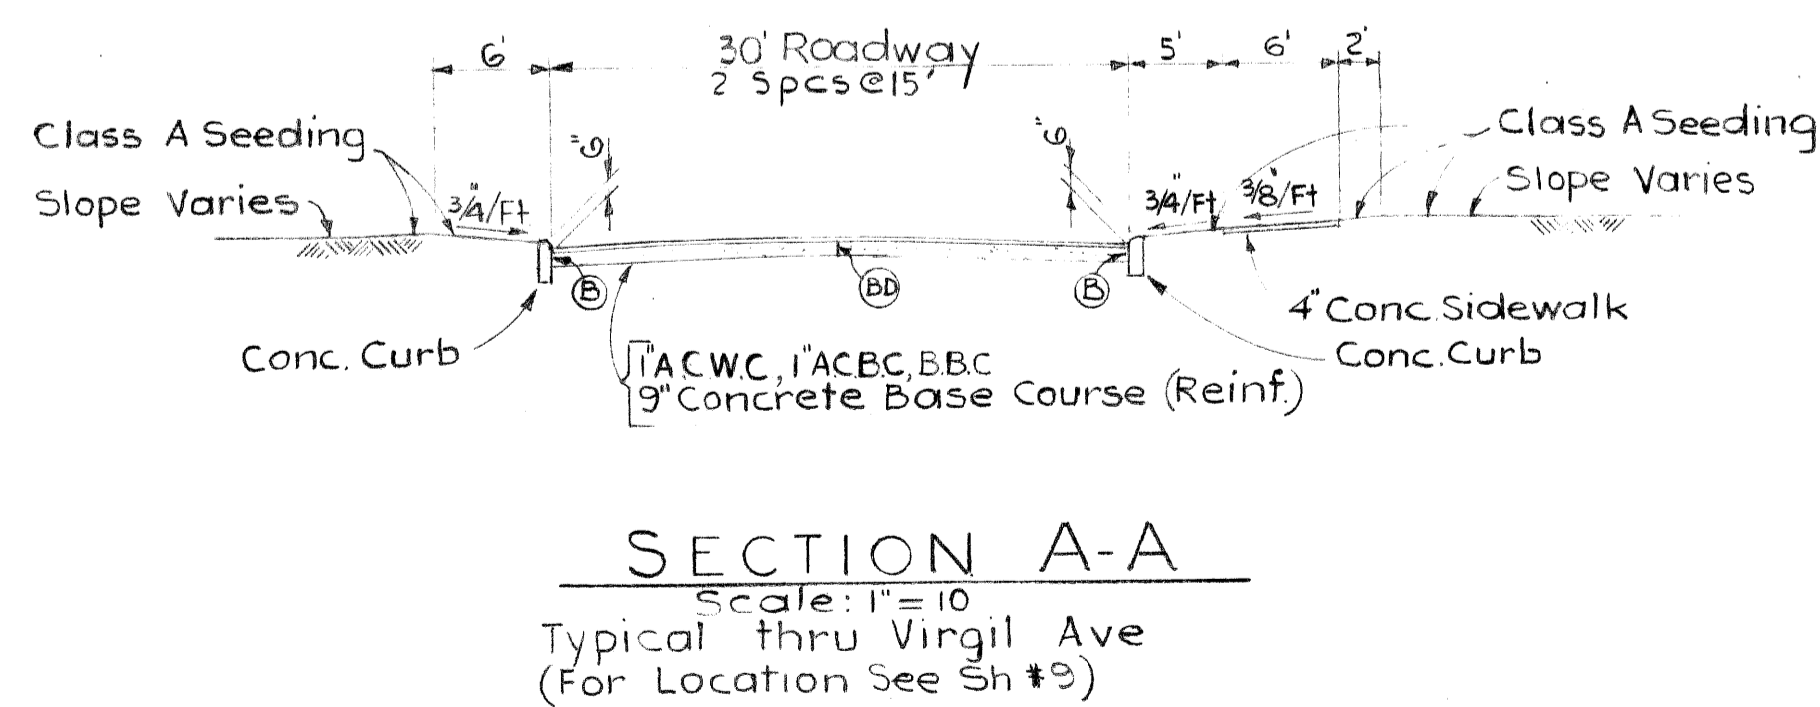 6'
30' Roadway
2 Spcs@15'
5'
6'
2'
Class A Seeding
Slope Varies
3/4"/Ft
6"
6"
3/4"/Ft
3/8"/Ft
Class A Seeding
Slope Varies
B
BD
B
Conc. Curb
1"A.C.W.C, 1"A.C.B.C, B.B.C
9"Concrete Base Course (Reinf.)
4"Conc. Sidewalk
Conc. Curb
SECTION A-A
Scale: 1"=10
Typical thru Virgil Ave
(For Location See Sh #9)